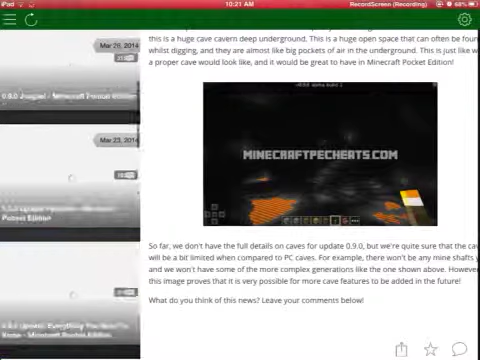 iPad
10:21 AM
RecordScreen (Recording)
68%
Mar 26, 2014
this is a huge cave cavern deep underground. This is a huge open space that can often be foun
whilst digging, and they are almost like big pockets of air in the underground. This is just like w
a proper cave would look like, and it would be great to have in Minecraft Pocket Edition!
Mar 23, 2014
MINECRAFTPECHEATS.COM
Pocket Edition
So far, we don't have the full details on caves for update 0.9.0, but we're quite sure that the cav
will be a bit limited when compared to PC caves. For example, there won't be any mine shafts y
and we won't have some of the more complex generations like the one shown above. However
this image proves that it is very possible for more cave features to be added in the future!
What do you think of this news? Leave your comments below!